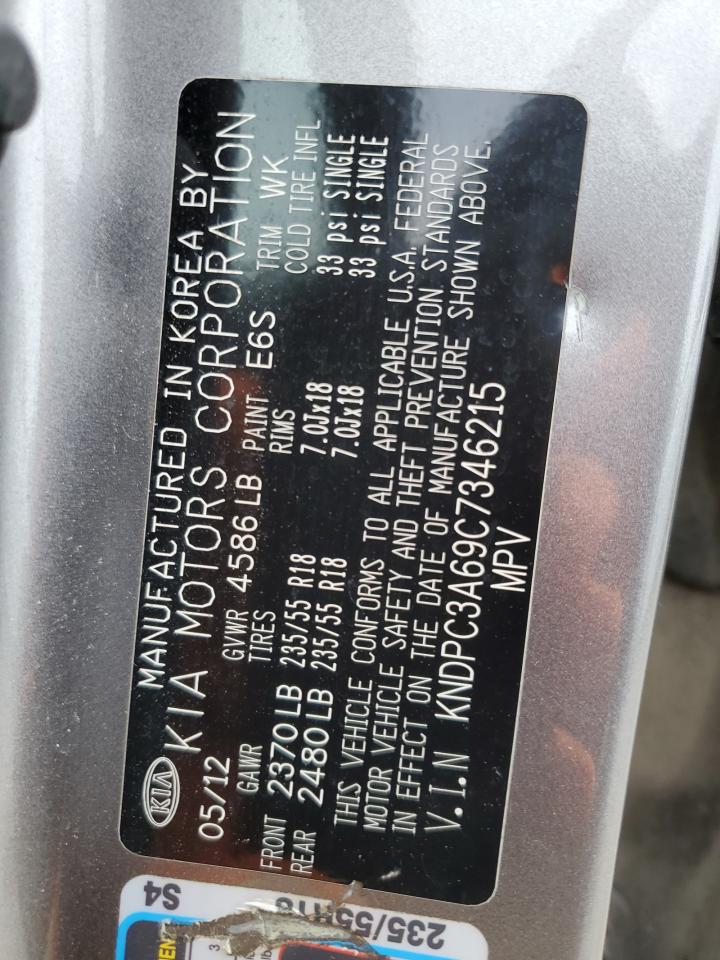 KIA MANUFACTURED IN KOREA BY
KIA MOTORS CORPORATION
05/12 GVWR 4586 LB PAINT E6S TRIM WK
GAWR TIRES RIMS COLD TIRE INFL
FRONT 2370 LB 235/55 R18 7.0Jx18 33 psi SINGLE
REAR 2480 LB 235/55 R18 7.0Jx18 33 psi SINGLE
THIS VEHICLE CONFORMS TO ALL APPLICABLE U.S.A. FEDERAL
MOTOR VEHICLE SAFETY AND THEFT PREVENTION STANDARDS
IN EFFECT ON THE DATE OF MANUFACTURE SHOWN ABOVE.
V.I.N KNDPC3A69C7346215
MPV
S4